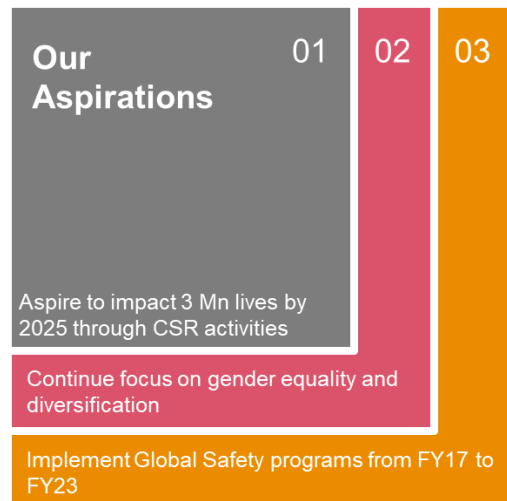 Our
Aspirations
01
02
03
Aspire to impact 3 Mn lives by
2025 through CSR activities
Continue focus on gender equality and
diversification
Implement Global Safety programs from FY17 to
FY23